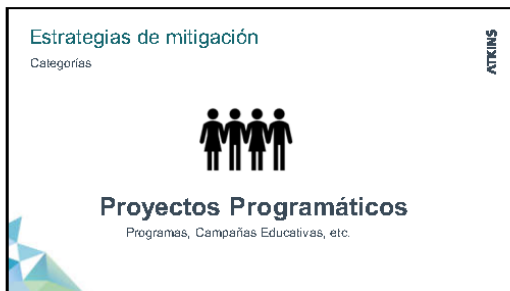 Estrategias de mitigación
Categorías
ATKINS
Proyectos Programáticos
Programas, Campañas Educativas, etc.